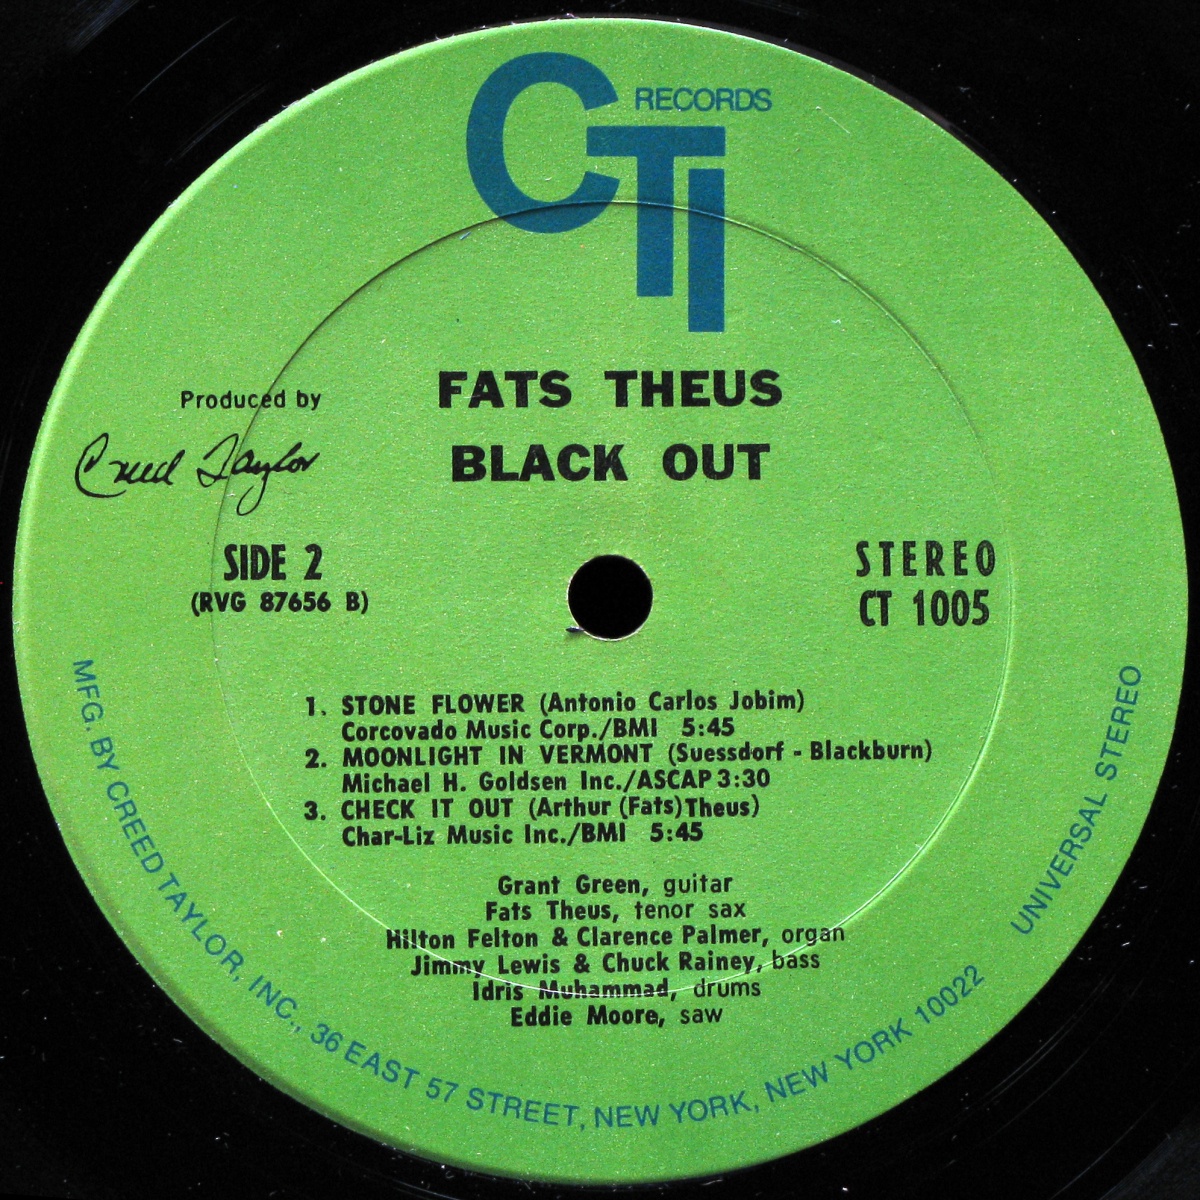 CTI RECORDS
FATS THEUS
BLACK OUT
Produced by
Creed Taylor
SIDE 2
(RVG 87656 B)
STEREO
CT 1005
1. STONE FLOWER (Antonio Carlos Jobim)
Corcovado Music Corp./BMI 5:45
2. MOONLIGHT IN VERMONT (Suessdorf - Blackburn)
Michael H. Goldsen Inc./ASCAP 3:30
3. CHECK IT OUT (Arthur (Fats) Theus)
Char-Liz Music Inc./BMI 5:45
Grant Green, guitar
Fats Theus, tenor sax
Hilton Felton & Clarence Palmer, organ
Jimmy Lewis & Chuck Rainey, bass
Idris Muhammad, drums
Eddie Moore, saw
MFG. BY CREED TAYLOR, INC., 36 EAST 57 STREET, NEW YORK, NEW YORK 10022
UNIVERSAL STEREO